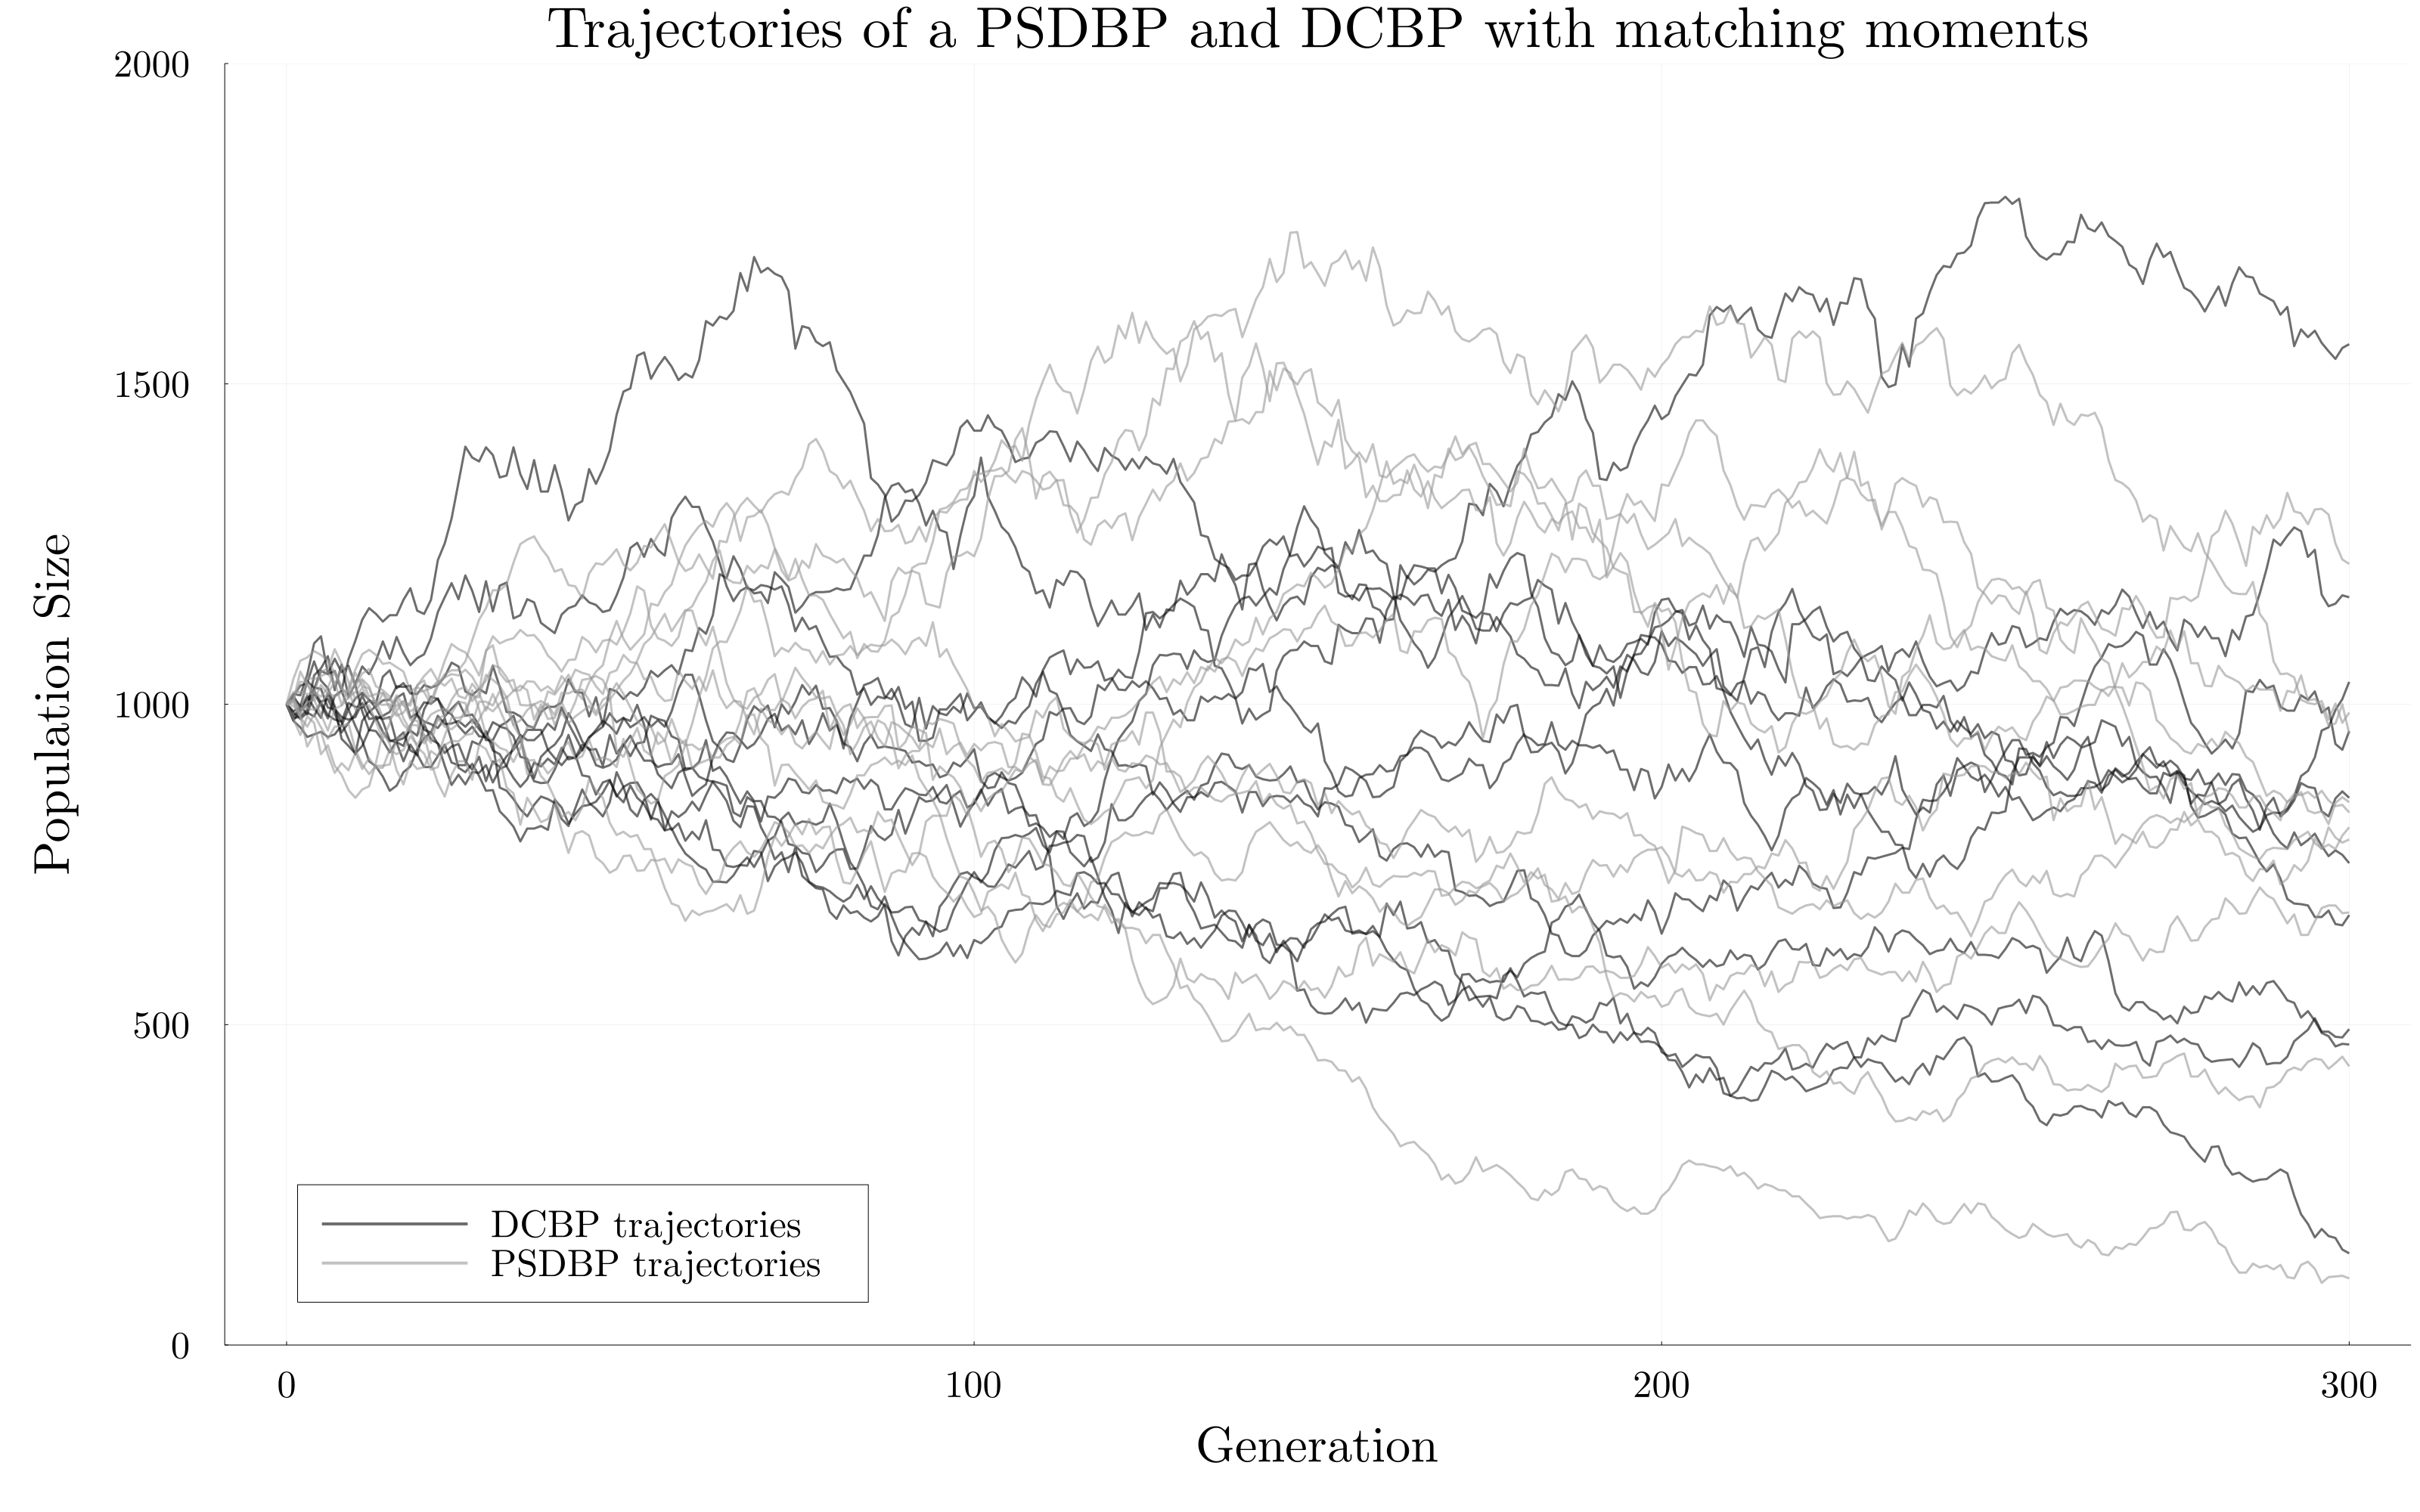 Trajectories of a PSDBP and DCBP with matching moments
2000
1500
1000
500
0
Population Size
DCBP trajectories
PSDBP trajectories
0 100 200 300
Generation